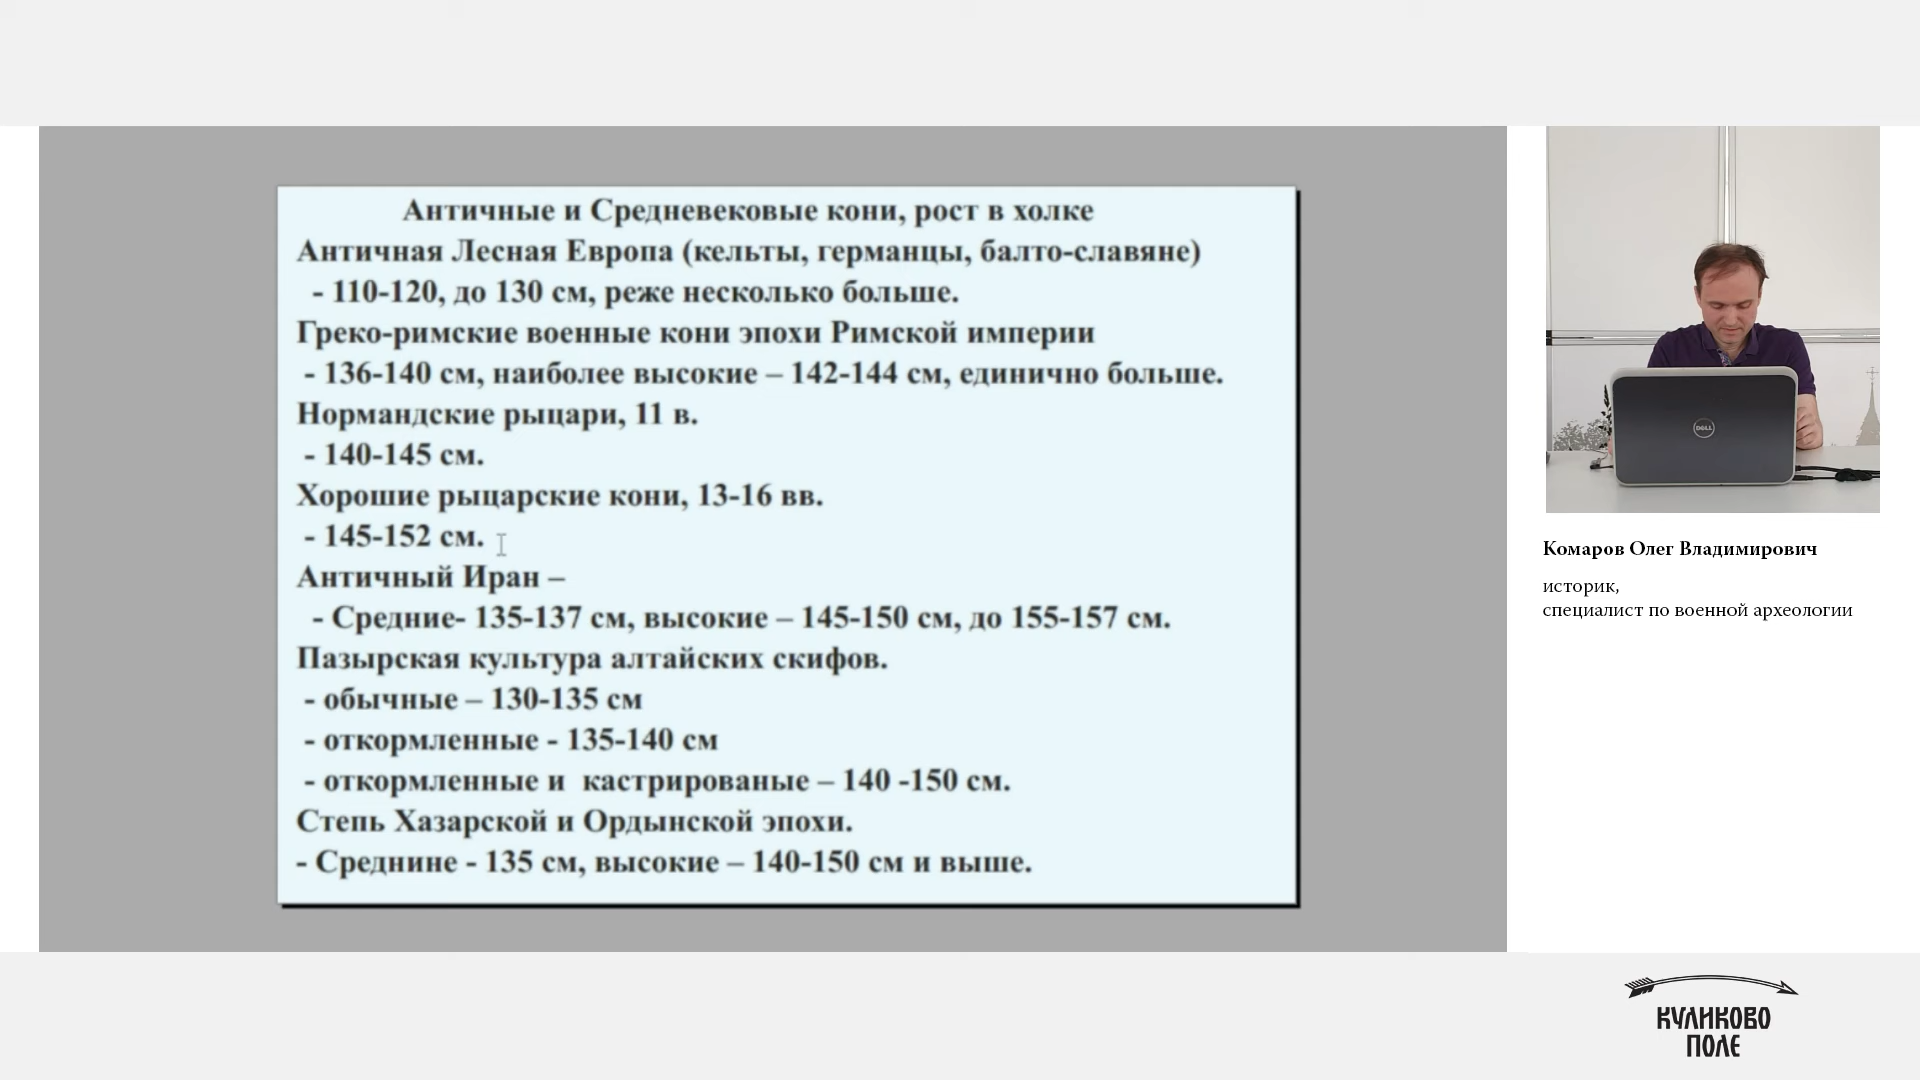 Античные и Средневековые кони, рост в холке
Античная Лесная Европа (кельты, германцы, балто-славяне)
- 110-120, до 130 см, реже несколько больше.
Греко-римские военные кони эпохи Римской империи
- 136-140 см, наиболее высокие – 142-144 см, единично больше.
Нормандские рыцари, 11 в.
- 140-145 см.
Хорошие рыцарские кони, 13-16 вв.
- 145-152 см.
Античный Иран –
- Средние- 135-137 см, высокие – 145-150 см, до 155-157 см.
Пазырская культура алтайских скифов.
- обычные – 130-135 см
- откормленные - 135-140 см
- откормленные и  кастрированые – 140 -150 см.
Степь Хазарской и Ордынской эпохи.
- Среднине - 135 см, высокие – 140-150 см и выше.
DELL
Комаров Олег Владимирович
историк,
специалист по военной археологии
КУЛИКОВО
ПОЛЕ